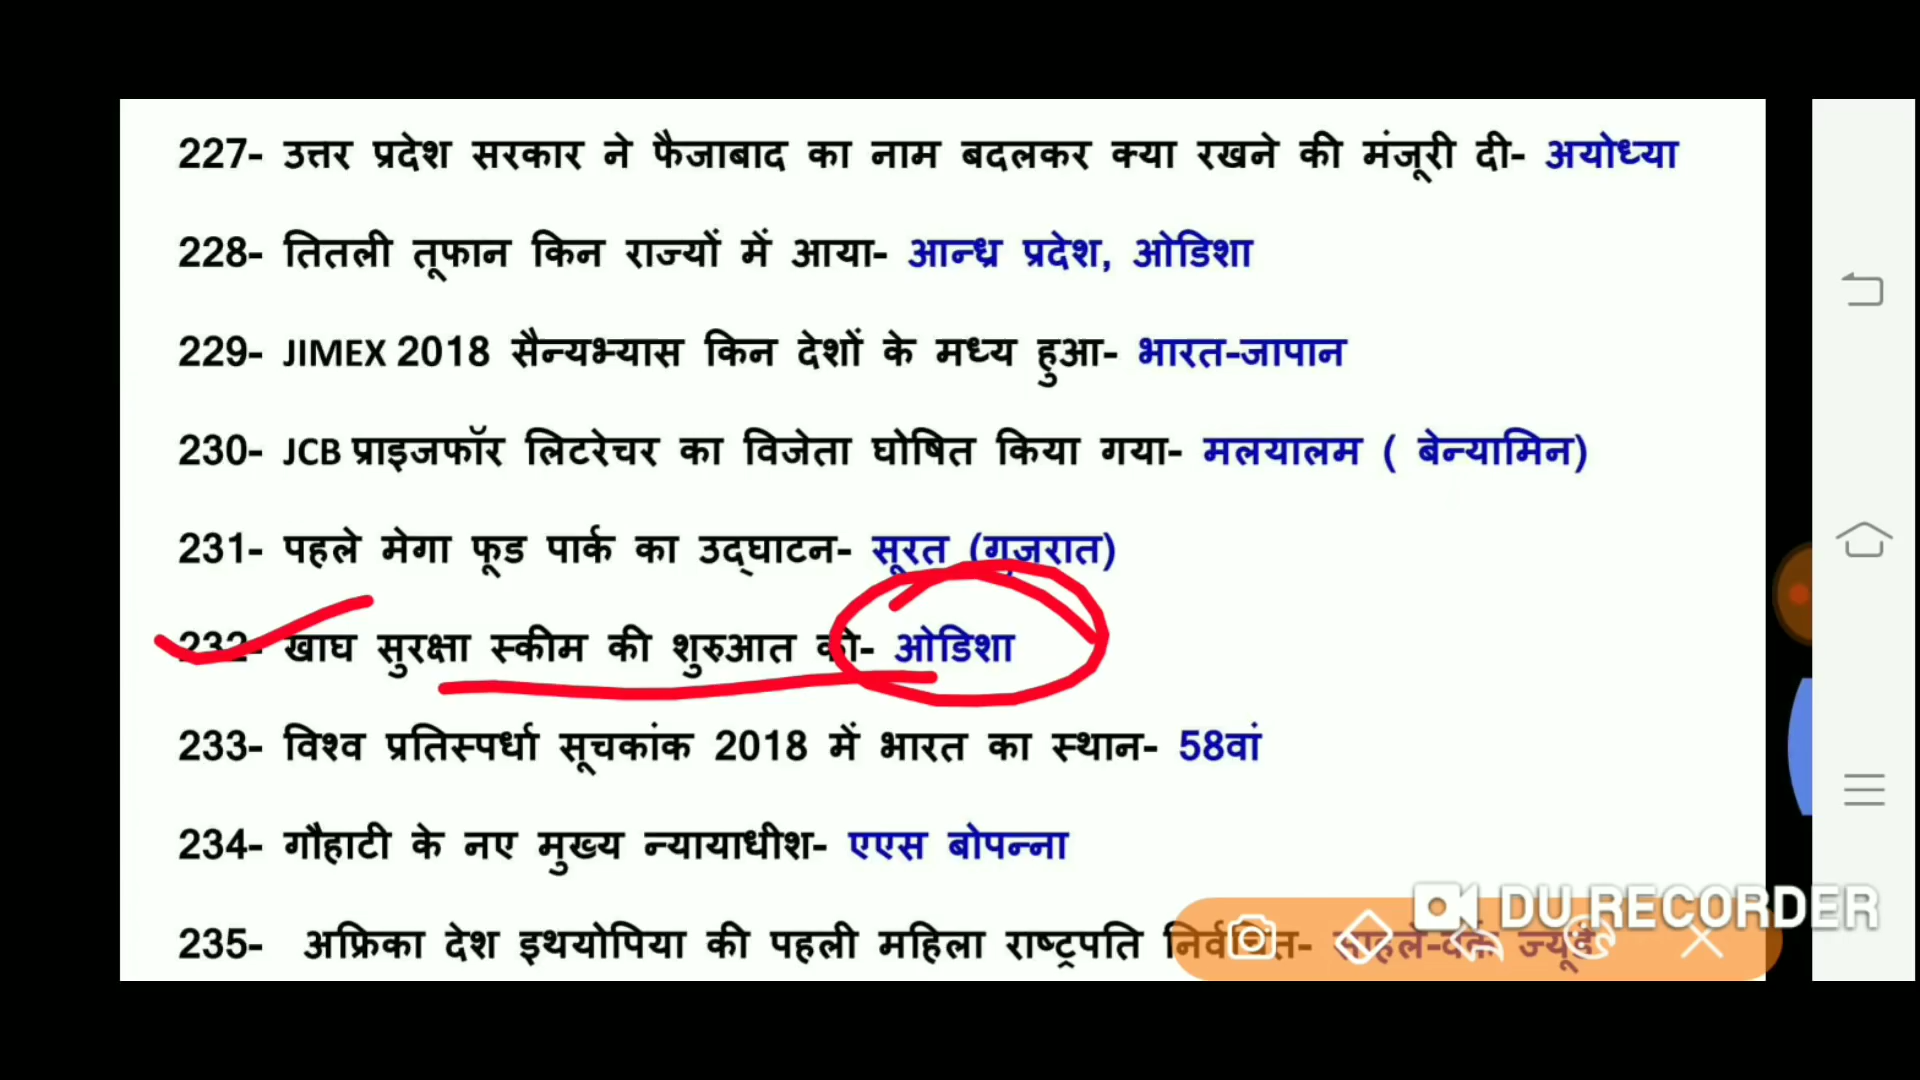 227- उत्तर प्रदेश सरकार ने फैजाबाद का नाम बदलकर क्या रखने की मंजूरी दी- अयोध्या
228- तितली तूफान किन राज्यों में आया- आन्ध्र प्रदेश, ओडिशा
229- JIMEX 2018 सैन्यभ्यास किन देशों के मध्य हुआ- भारत-जापान
230- JCB प्राइजफॉर लिटरेचर का विजेता घोषित किया गया- मलयालम ( बेन्यामिन)
231- पहले मेगा फूड पार्क का उद्घाटन- सूरत (गुजरात)
232- खाघ सुरक्षा स्कीम की शुरुआत की- ओडिशा
233- विश्व प्रतिस्पर्धा सूचकांक 2018 में भारत का स्थान- 58वां
234- गौहाटी के नए मुख्य न्यायाधीश- एएस बोपन्ना
DU RECORDER
235- अफ्रिका देश इथयोपिया की पहली महिला राष्ट्रपति